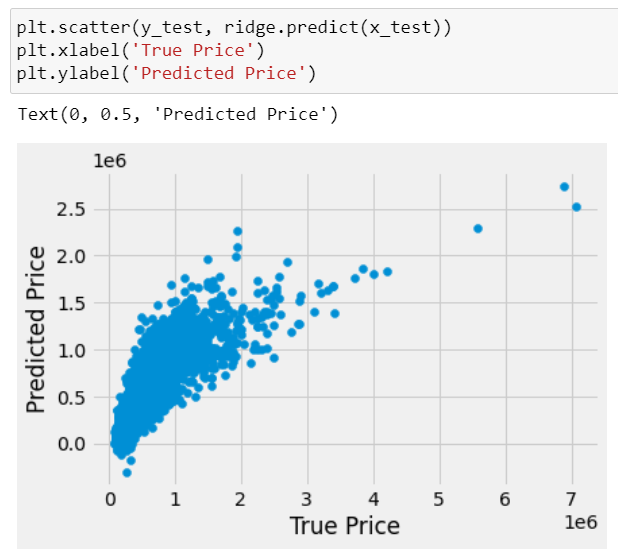 plt.scatter(y_test, ridge.predict(x_test))
plt.xlabel('True Price')
plt.ylabel('Predicted Price')
Text(0, 0.5, 'Predicted Price')
1e6
2.5
2.0
1.5
1.0
0.5
0.0
Predicted Price
0 1 2 3 4 5 6 7
True Price
1e6